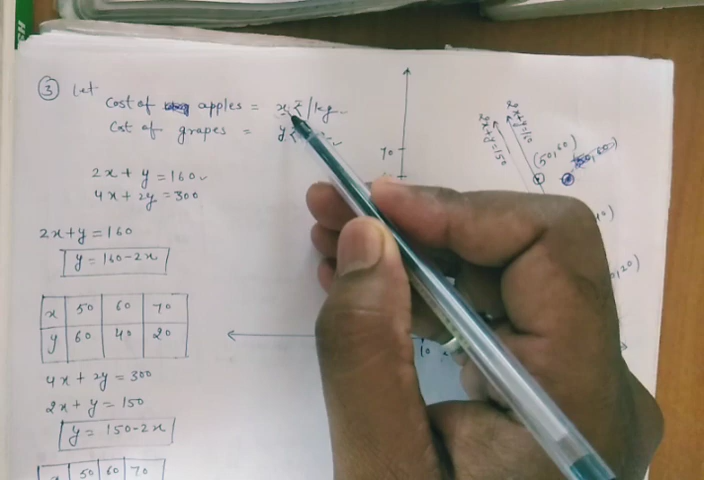 ③ Let
Cost of apples = x ₹/kg.
Cost of grapes = y ₹
2x + y = 160
4x + 2y = 300
2x+y = 160
y = 160-2x
x 50 60 70
y 60 40 20
4x + 2y = 300
2x + y = 150
y = 150-2x
x 50 60 70
70
2x+y=150
2x+y=160
(50,60)
(50,60)
10